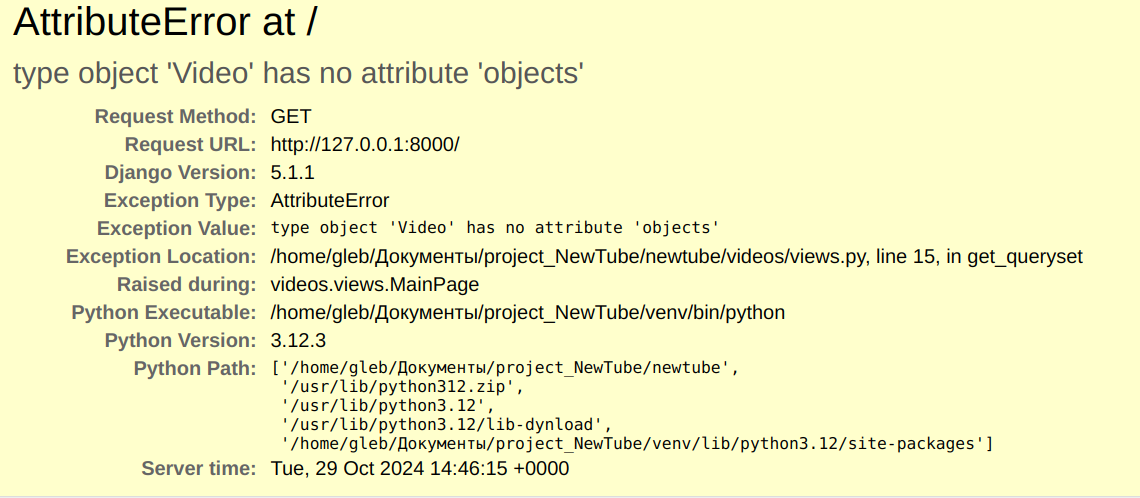 AttributeError at /
type object 'Video' has no attribute 'objects'
Request Method: GET
Request URL: http://127.0.0.1:8000/
Django Version: 5.1.1
Exception Type: AttributeError
Exception Value: type object 'Video' has no attribute 'objects'
Exception Location: /home/gleb/Документы/project_NewTube/newtube/videos/views.py, line 15, in get_queryset
Raised during: videos.views.MainPage
Python Executable: /home/gleb/Документы/project_NewTube/venv/bin/python
Python Version: 3.12.3
Python Path: ['/home/gleb/Документы/project_NewTube/newtube',
'/usr/lib/python312.zip',
'/usr/lib/python3.12',
'/usr/lib/python3.12/lib-dynload',
'/home/gleb/Документы/project_NewTube/venv/lib/python3.12/site-packages']
Server time: Tue, 29 Oct 2024 14:46:15 +0000